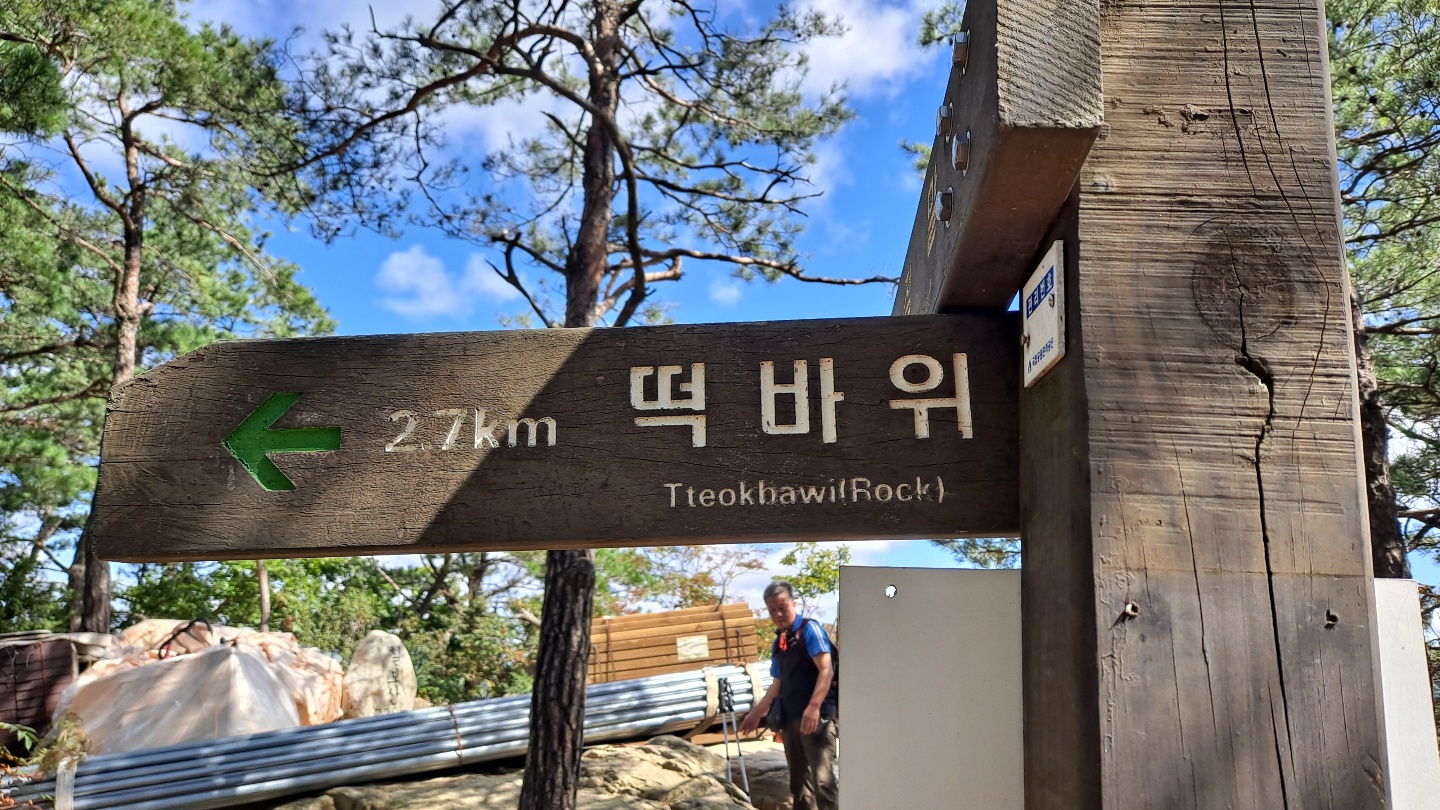 2.7km 떡바위
Tteokbawi(Rock)